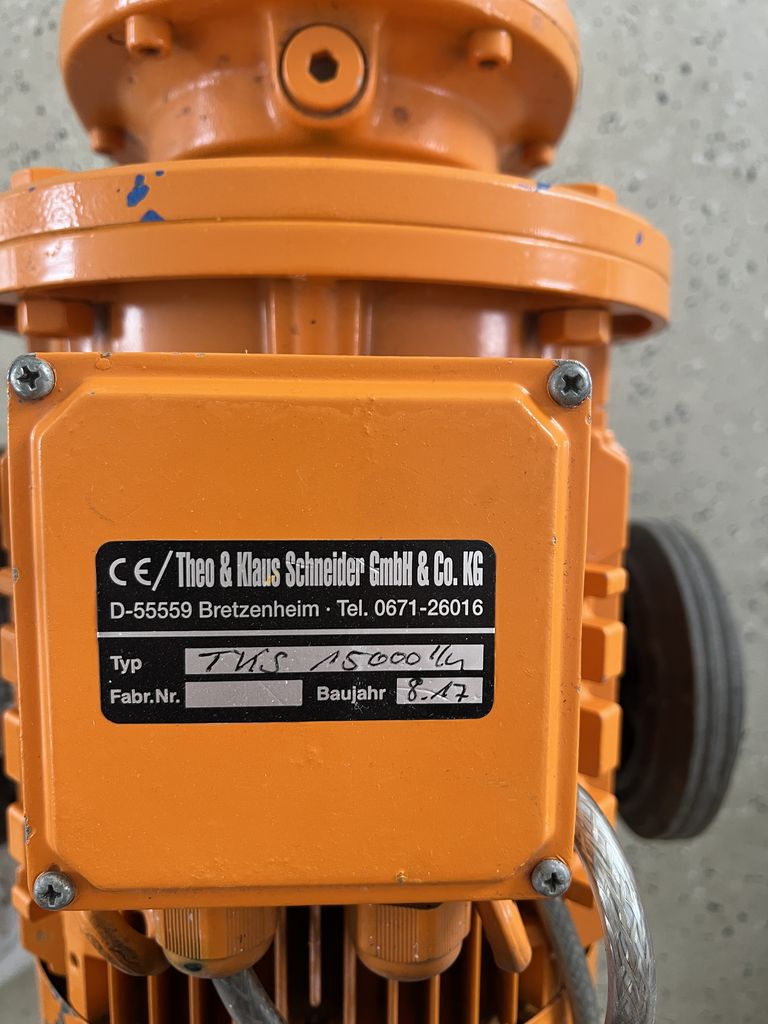 CE/Theo & Klaus Schneider GmbH & Co. KG
D-55559 Bretzenheim · Tel. 0671-26016
Typ TKS 15000 l/h
Fabr.Nr. Baujahr 8.17